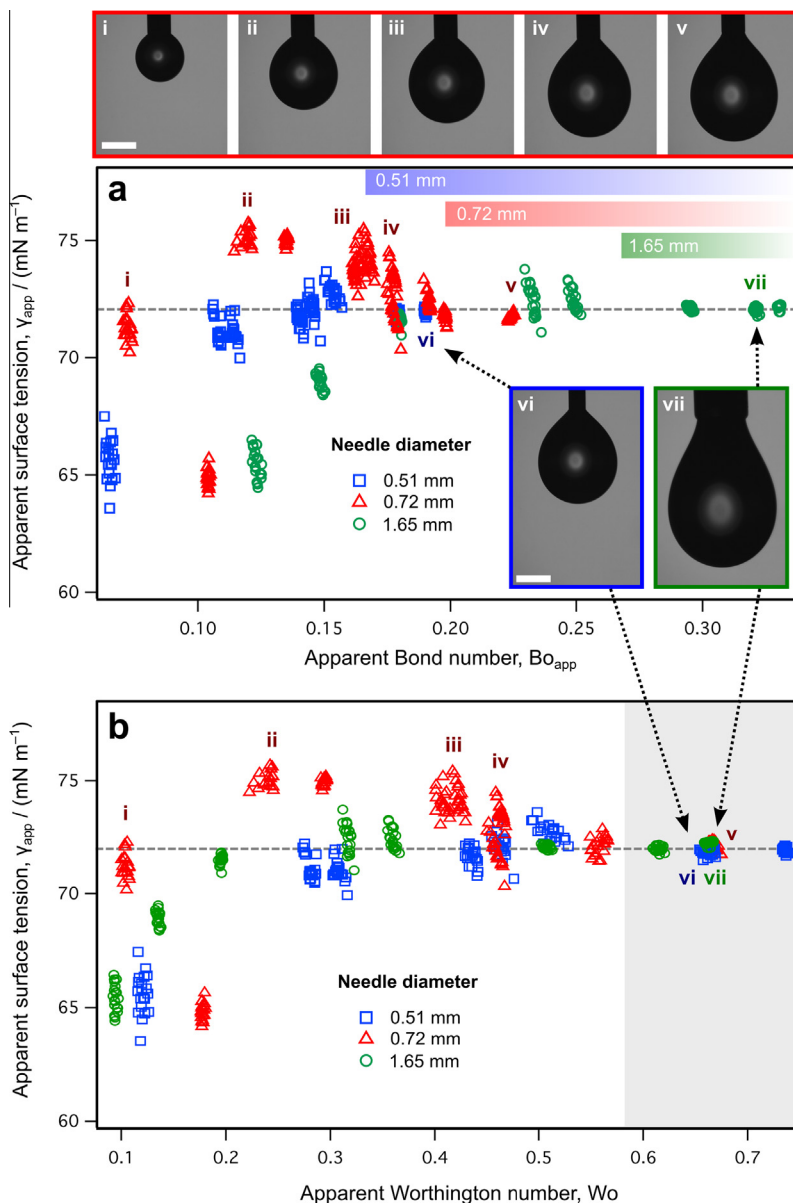 i
ii
iii
iv
v
a
0.51 mm
0.72 mm
1.65 mm
75
70
65
60
Apparent surface tension, γapp / (mN m⁻¹)
i
ii
iii
iv
v
vi
vii
Needle diameter
0.51 mm
0.72 mm
1.65 mm
vi
vii
0.10
0.15
0.20
0.25
0.30
Apparent Bond number, Boapp
b
75
70
65
60
Apparent surface tension, γapp / (mN m⁻¹)
i
ii
iii
iv
v
vi
vii
Needle diameter
0.51 mm
0.72 mm
1.65 mm
0.1
0.2
0.3
0.4
0.5
0.6
0.7
Apparent Worthington number, Wo